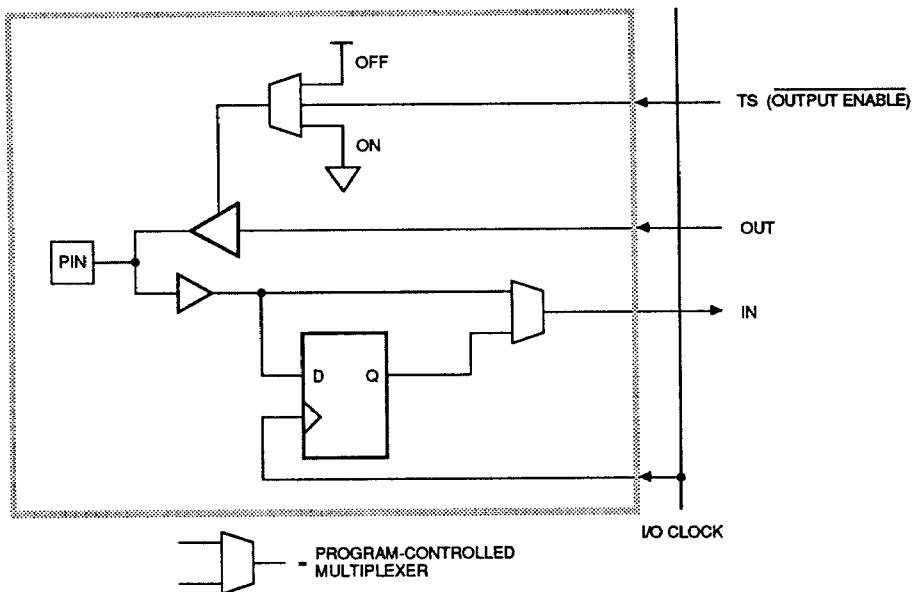 OFF
TS (OUTPUT ENABLE)
ON
OUT
PIN
IN
D Q
I/O CLOCK
= PROGRAM-CONTROLLED
MULTIPLEXER